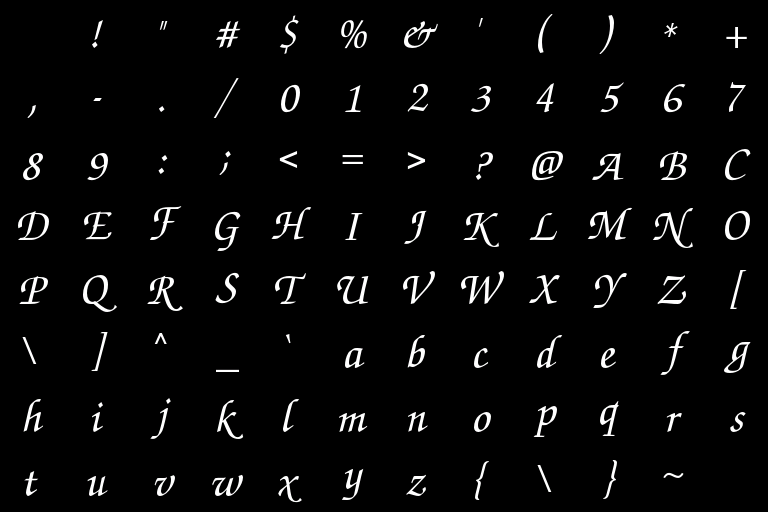 ! " # $ % & ' ( ) * +
, - . / 0 1 2 3 4 5 6 7
8 9 : ; < = > ? @ A B C
D E F G H I J K L M N O
P Q R S T U V W X Y Z [
\ ] ^ _ ` a b c d e f g
h i j k l m n o p q r s
t u v w x y z { \ } ~